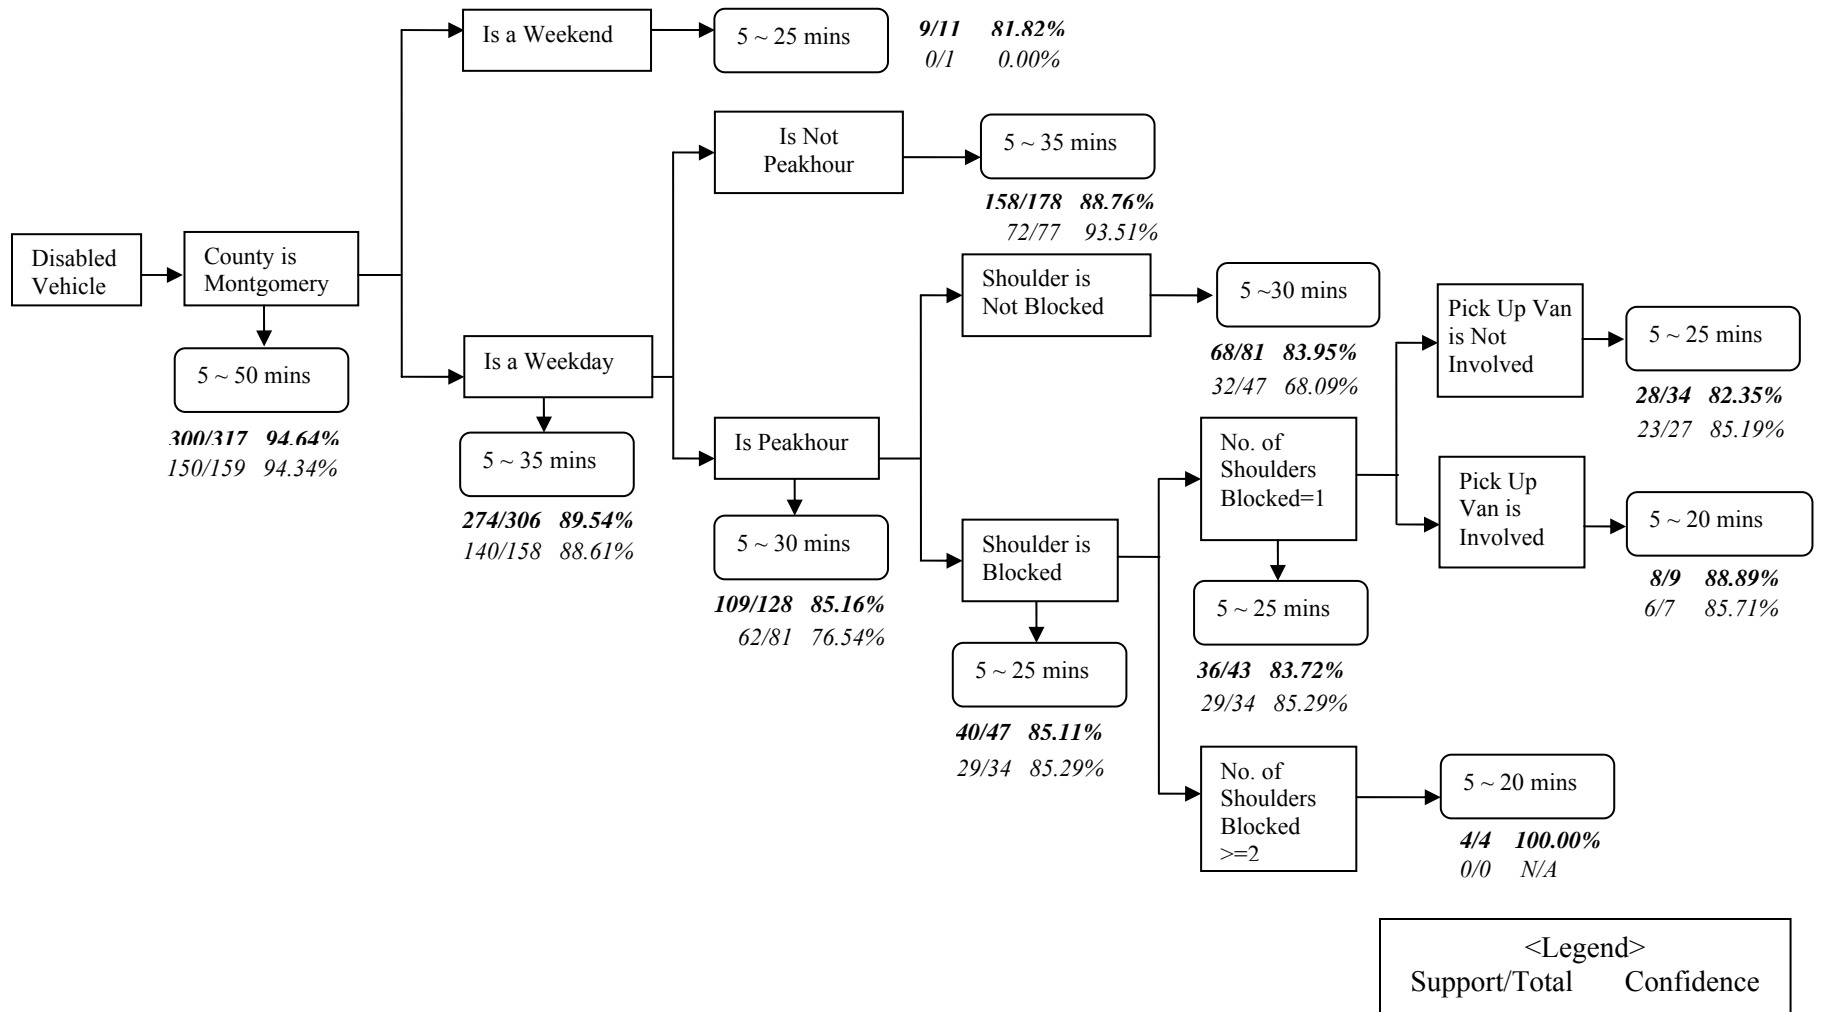 Disabled
Vehicle
County is
Montgomery
5 ~ 50 mins
300/317 94.64%
150/159 94.34%
Is a Weekend
5 ~ 25 mins
9/11 81.82%
0/1 0.00%
Is a Weekday
5 ~ 35 mins
274/306 89.54%
140/158 88.61%
Is Not
Peakhour
5 ~ 35 mins
158/178 88.76%
72/77 93.51%
Is Peakhour
5 ~ 30 mins
109/128 85.16%
62/81 76.54%
Shoulder is
Not Blocked
5 ~30 mins
68/81 83.95%
32/47 68.09%
Shoulder is
Blocked
5 ~ 25 mins
40/47 85.11%
29/34 85.29%
No. of
Shoulders
Blocked=1
5 ~ 25 mins
36/43 83.72%
29/34 85.29%
Pick Up Van
is Not
Involved
5 ~ 25 mins
28/34 82.35%
23/27 85.19%
Pick Up
Van is
Involved
5 ~ 20 mins
8/9 88.89%
6/7 85.71%
No. of
Shoulders
Blocked
>=2
5 ~ 20 mins
4/4 100.00%
0/0 N/A
<Legend>
Support/Total Confidence